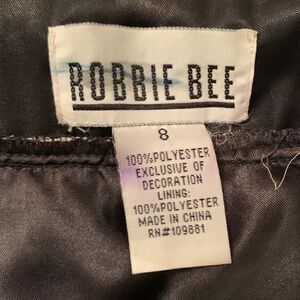 ROBBIE BEE
8
100%POLYESTER
EXCLUSIVE OF
DECORATION
LINING:
100%POLYESTER
MADE IN CHINA
RN#109881